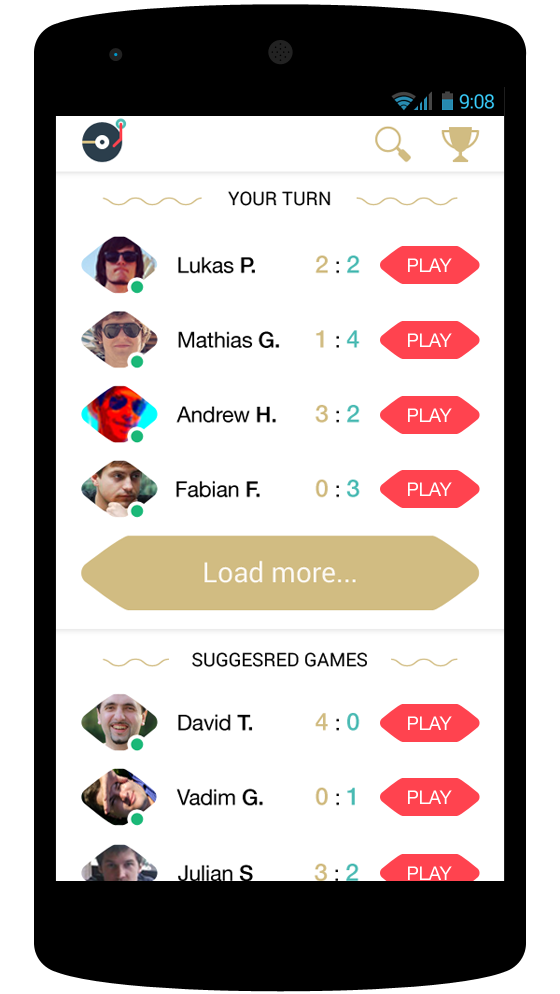 9:08
YOUR TURN
Lukas P. 2 : 2 PLAY
Mathias G. 1 : 4 PLAY
Andrew H. 3 : 2 PLAY
Fabian F. 0 : 3 PLAY
Load more...
SUGGESRED GAMES
David T. 4 : 0 PLAY
Vadim G. 0 : 1 PLAY
Julian S 3 : 2 PLAY